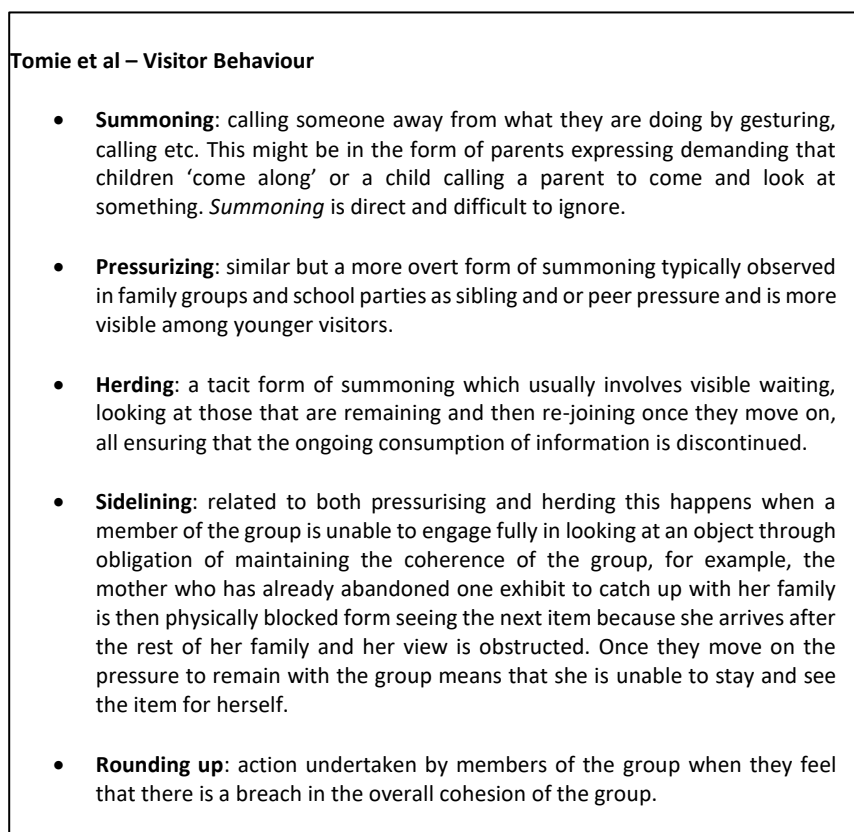 Tomie et al – Visitor Behaviour
• Summoning: calling someone away from what they are doing by gesturing,
calling etc. This might be in the form of parents expressing demanding that
children ‘come along’ or a child calling a parent to come and look at
something. Summoning is direct and difficult to ignore.
• Pressurizing: similar but a more overt form of summoning typically observed
in family groups and school parties as sibling and or peer pressure and is more
visible among younger visitors.
• Herding: a tacit form of summoning which usually involves visible waiting,
looking at those that are remaining and then re-joining once they move on,
all ensuring that the ongoing consumption of information is discontinued.
• Sidelining: related to both pressurising and herding this happens when a
member of the group is unable to engage fully in looking at an object through
obligation of maintaining the coherence of the group, for example, the
mother who has already abandoned one exhibit to catch up with her family
is then physically blocked form seeing the next item because she arrives after
the rest of her family and her view is obstructed. Once they move on the
pressure to remain with the group means that she is unable to stay and see
the item for herself.
• Rounding up: action undertaken by members of the group when they feel
that there is a breach in the overall cohesion of the group.